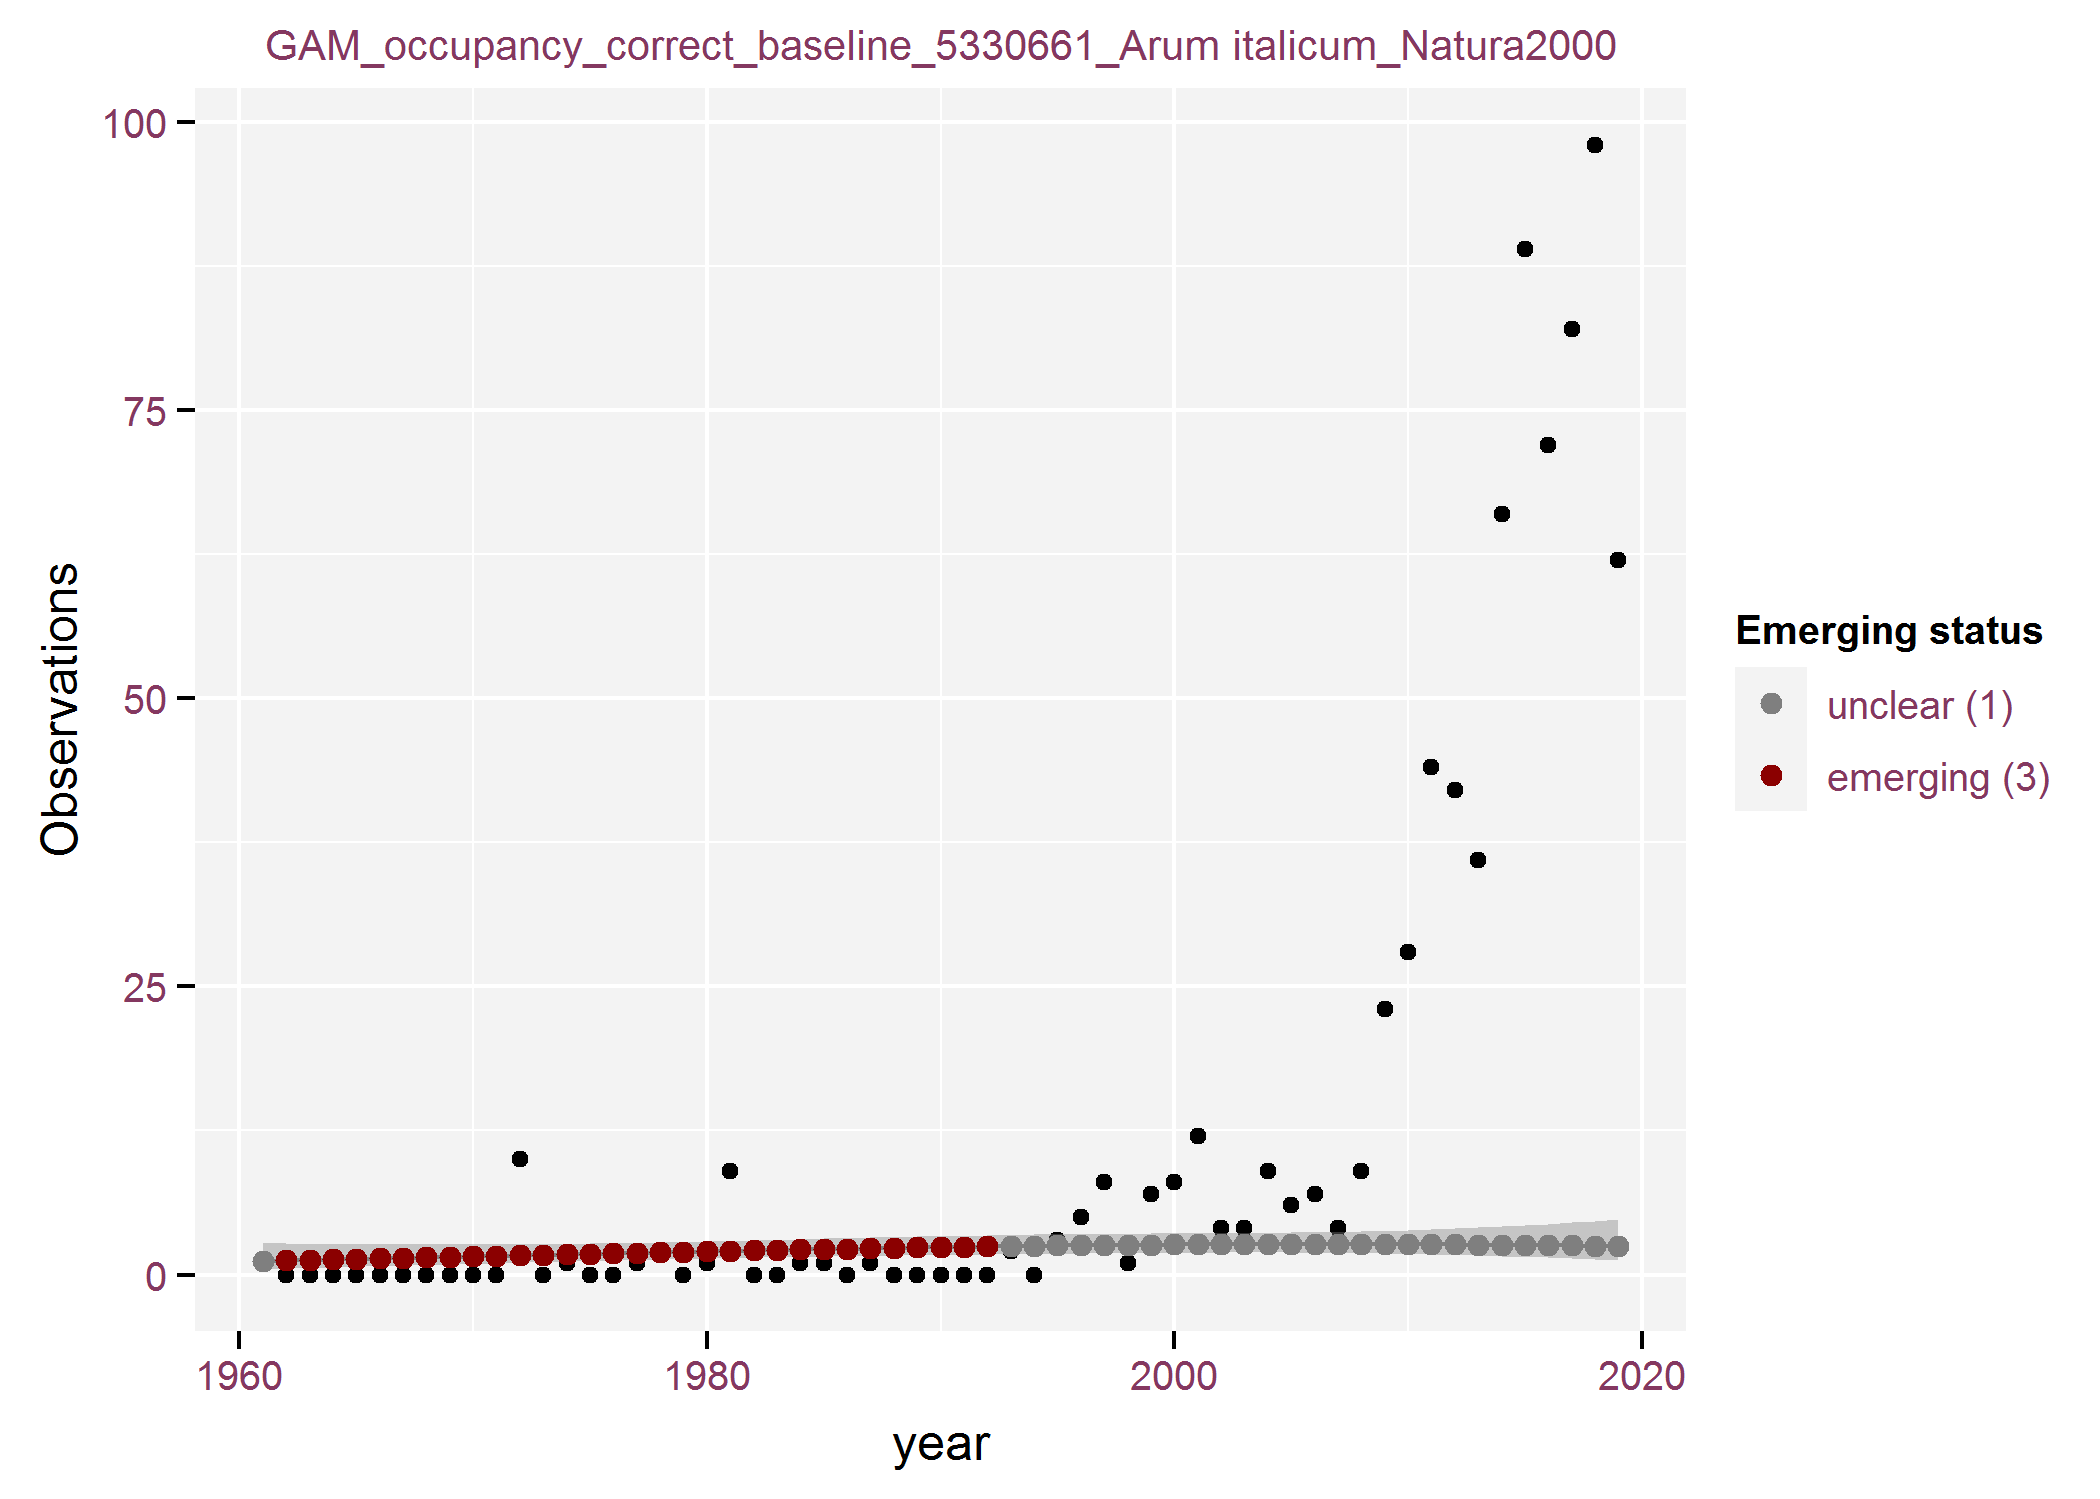 GAM_occupancy_correct_baseline_5330661_Arum italicum_Natura2000
100
75
50
25
0
Observations
1960
1980
2000
2020
year
Emerging status
unclear (1)
emerging (3)